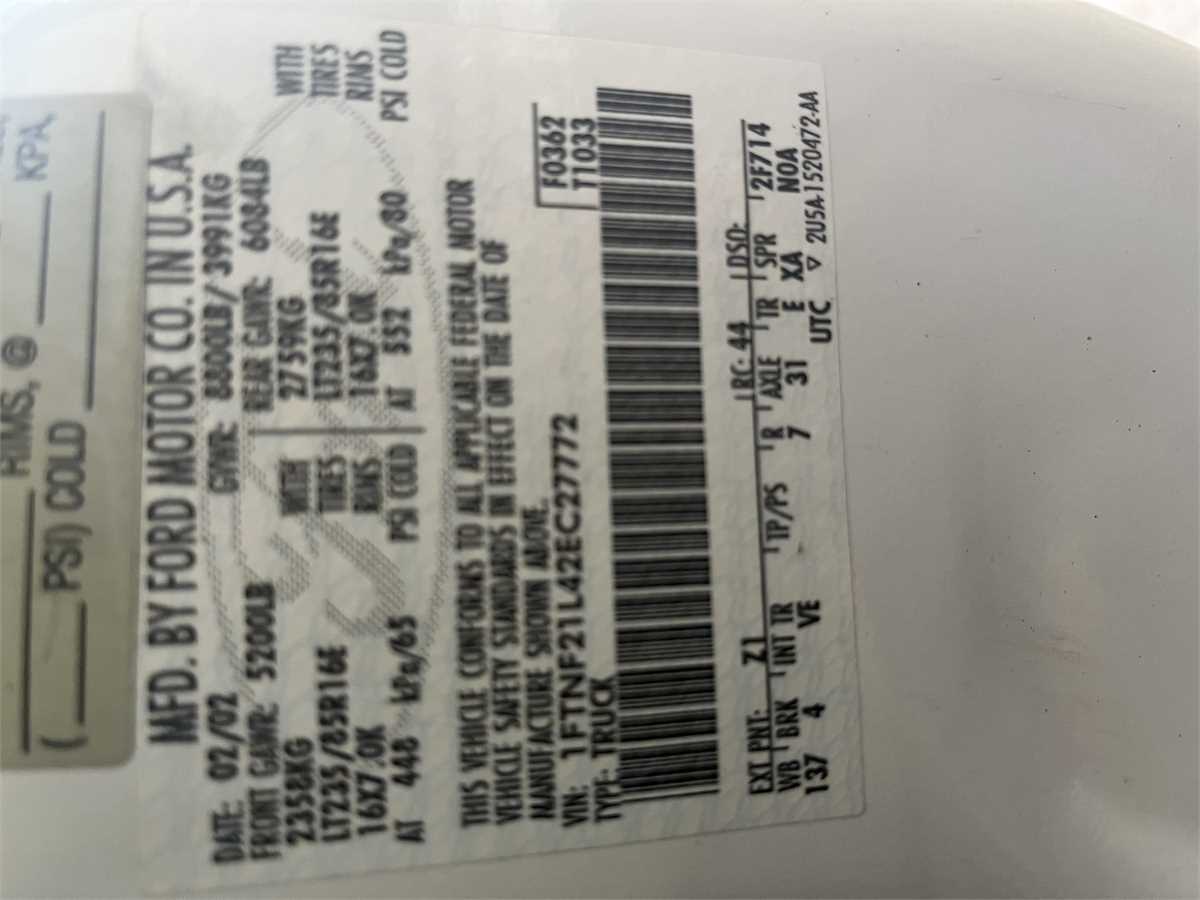 RIMS, @ KPA,
( PSI) COLD
MFD. BY FORD MOTOR CO. IN U.S.A.
DATE: 02/02 GVWR: 8800LB/ 3991KG
FRONT GAWR: 5200LB REAR GAWR: 6084LB
2358KG WITH 2759KG WITH
LT235/85R16E TIRES LT235/85R16E TIRES
16X7.0K RIMS 16X7.0K RIMS
AT 448 kPa/65 PSI COLD AT 552 kPa/80 PSI COLD
THIS VEHICLE CONFORMS TO ALL APPLICABLE FEDERAL MOTOR
VEHICLE SAFETY STANDARDS IN EFFECT ON THE DATE OF
MANUFACTURE SHOWN ABOVE.
VIN: 1FTNF21L42EC27772 F0362
TYPE: TRUCK T1033
EXT PNT: Z1 RC: 44 DSO:
WB BRK INT TR TP/PS R AXLE TR SPR 2F714
137 4 VE 7 31 E XA NOA
UTC ▽ 2U5A-1520472-AA